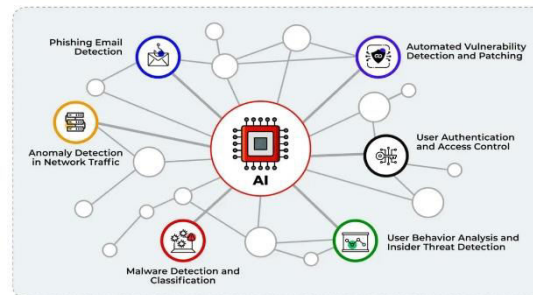 Phishing Email
Detection
Automated Vulnerability
Detection and Patching
Anomaly Detection
in Network Traffic
AI
User Authentication
and Access Control
Malware Detection and
Classification
User Behavior Analysis and
Insider Threat Detection